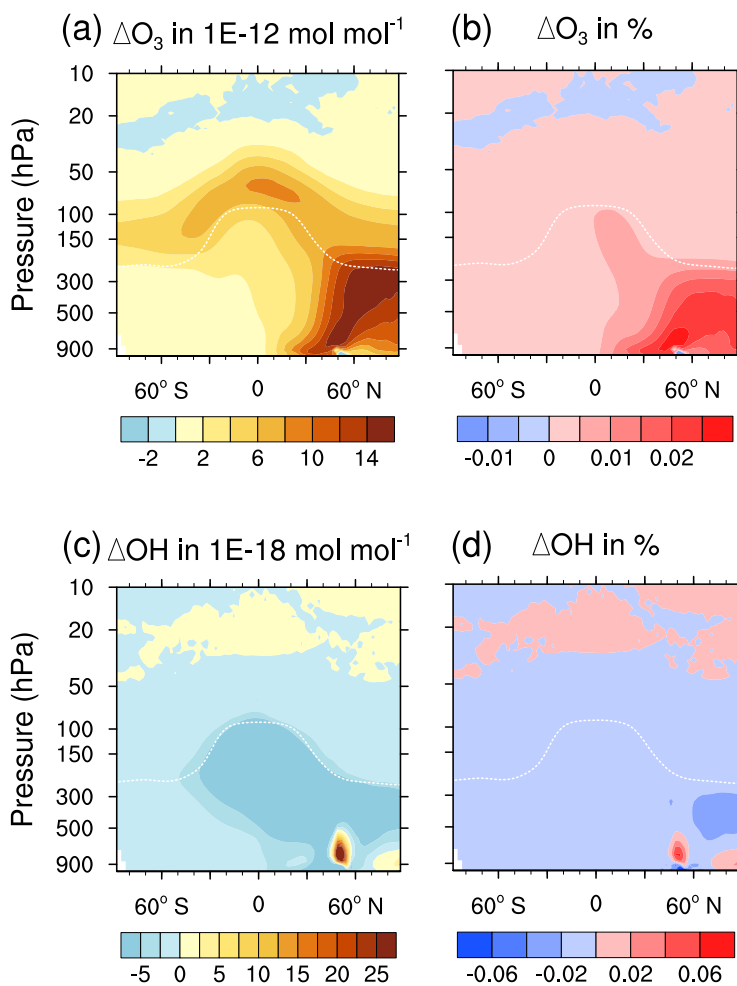 (a) △O₃ in 1E-12 mol mol⁻¹
(b) △O₃ in %
Pressure (hPa)
10
20
50
100
150
300
500
900
60° S 0 60° N
60° S 0 60° N
-2 2 6 10 14
-0.01 0 0.01 0.02
(c) △OH in 1E-18 mol mol⁻¹
(d) △OH in %
Pressure (hPa)
10
20
50
100
150
300
500
900
60° S 0 60° N
60° S 0 60° N
-5 0 5 10 15 20 25
-0.06 -0.02 0.02 0.06